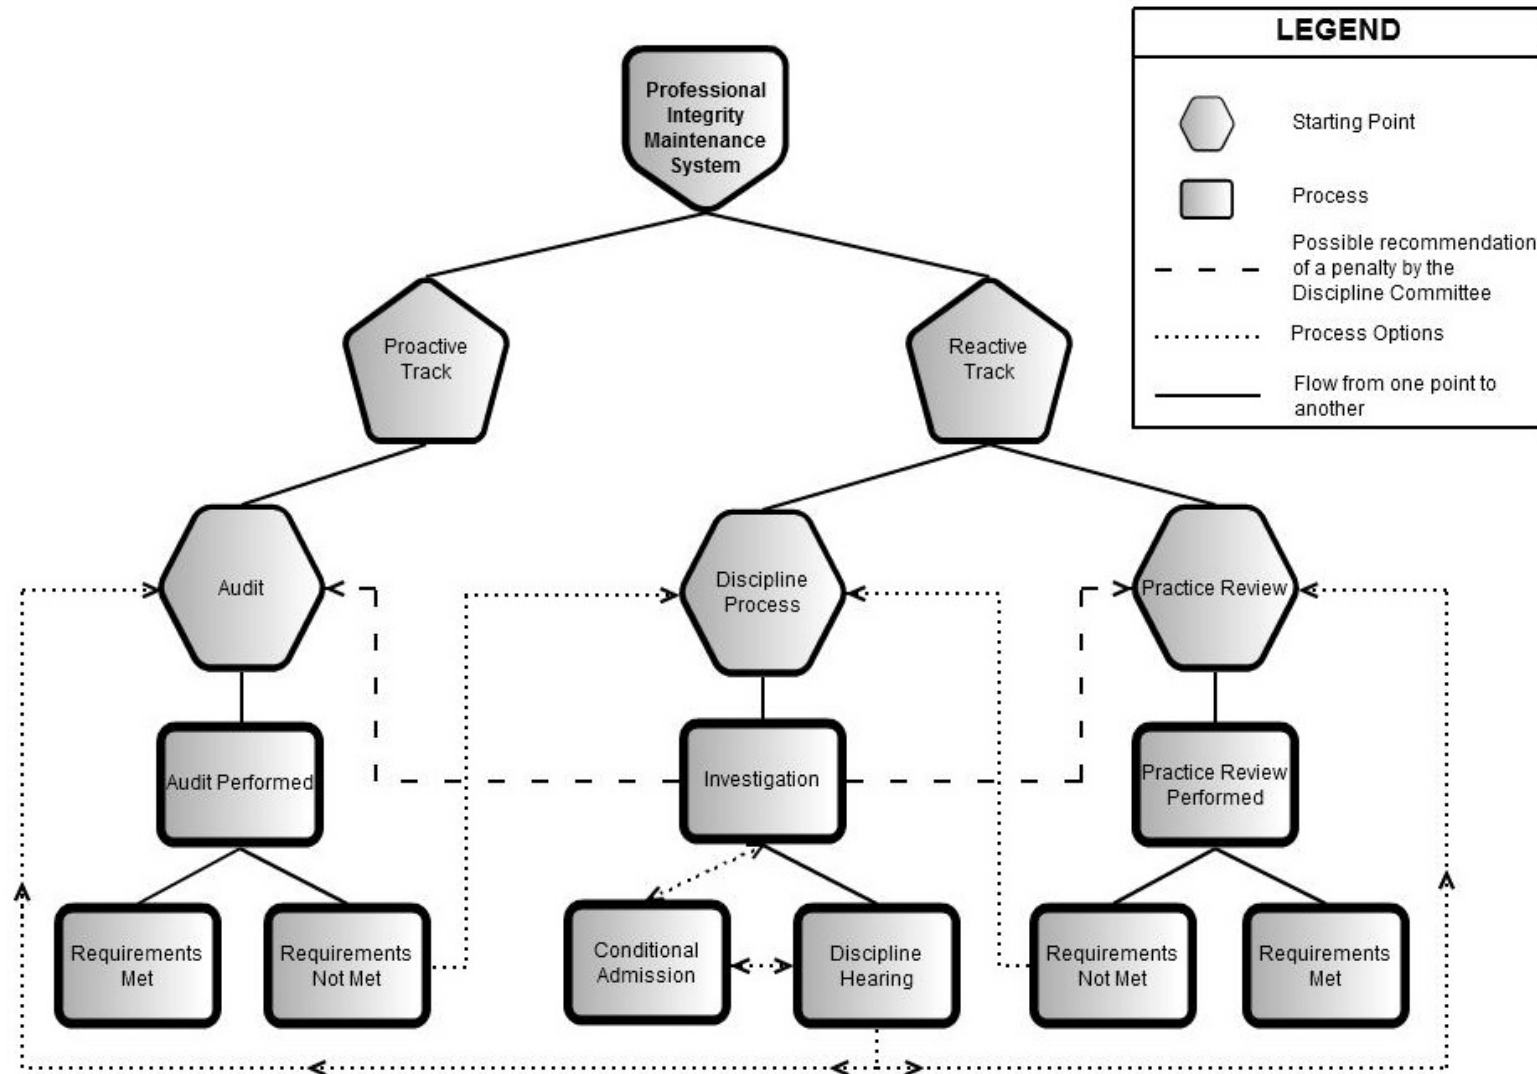 LEGEND
Starting Point
Process
Possible recommendation
of a penalty by the
Discipline Committee
Process Options
Flow from one point to
another
Professional
Integrity
Maintenance
System
Proactive
Track
Reactive
Track
Audit
Discipline
Process
Practice Review
Audit Performed
Investigation
Practice Review
Performed
Requirements
Met
Requirements
Not Met
Conditional
Admission
Discipline
Hearing
Requirements
Not Met
Requirements
Met